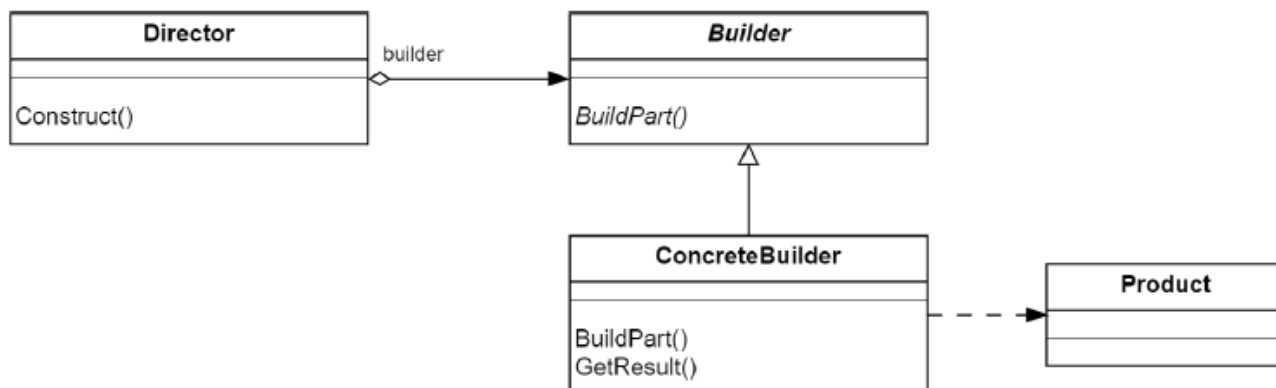 Director
builder
Builder
Construct()
BuildPart()
ConcreteBuilder
BuildPart()
GetResult()
Product